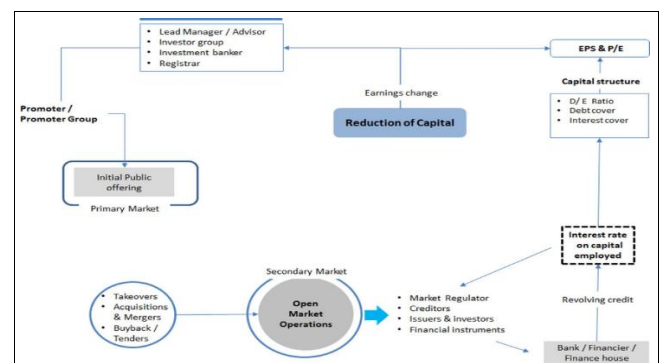 • Lead Manager / Advisor
• Investor group
• Investment banker
• Registrar
EPS & P/E
Capital structure
• D/ E Ratio
• Debt cover
• Interest cover
Earnings change
Reduction of Capital
Promoter /
Promoter Group
Initial Public
offering
Primary Market
Interest rate
on capital
employed
Secondary Market
• Takeovers
• Acquisitions
& Mergers
• Buyback /
Tenders
Open
Market
Operations
• Market Regulator
• Creditors
• Issuers & investors
• Financial instruments
Revolving credit
Bank / Financier /
Finance house